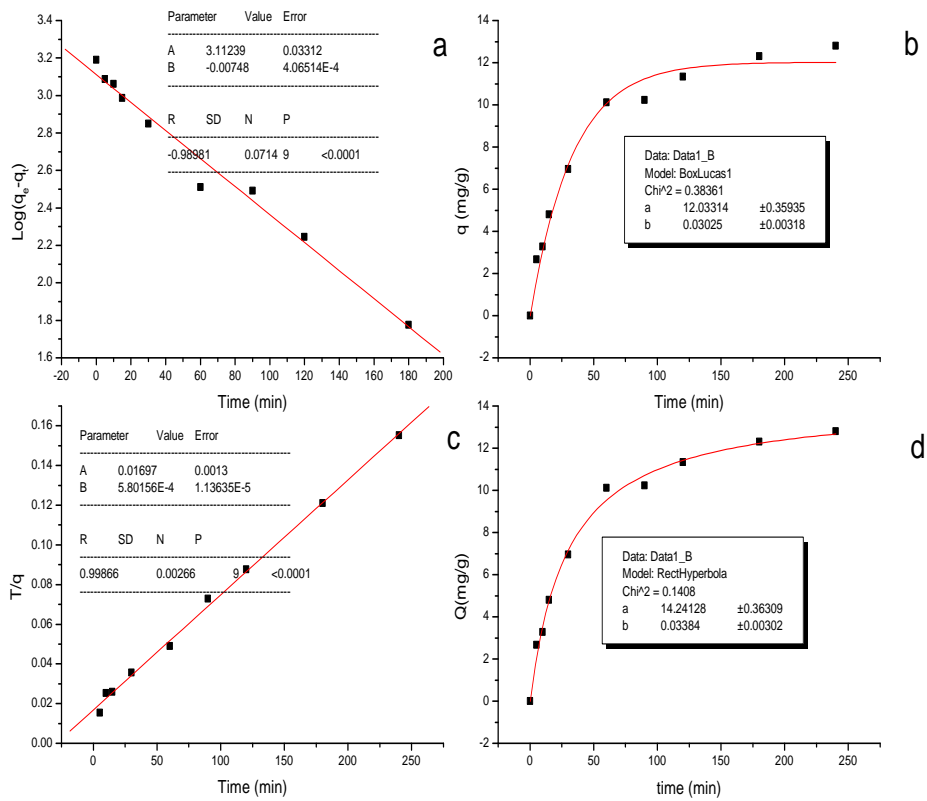 a
Parameter Value Error
A 3.11239 0.03312
B -0.00748 4.06514E-4
R SD N P
-0.98981 0.0714 9 <0.0001
Log(qe-qt)
3.4
3.2
3.0
2.8
2.6
2.4
2.2
2.0
1.8
1.6
-20 0 20 40 60 80 100 120 140 160 180 200
Time (min)
b
q (mg/g)
14
12
10
8
6
4
2
0
-2
Data: Data1_B
Model: BoxLucas1
Chi^2 = 0.38361
a 12.03314 ±0.35935
b 0.03025 ±0.00318
0 50 100 150 200 250
Time (min)
c
Parameter Value Error
A 0.01697 0.0013
B 5.80156E-4 1.13635E-5
R SD N P
0.99866 0.00266 9 <0.0001
T/q
0.16
0.12
0.08
0.04
0.00
0 50 100 150 200 250
Time (min)
d
Q(mg/g)
14
12
10
8
6
4
2
0
-2
Data: Data1_B
Model: RectHyperbola
Chi^2 = 0.1408
a 14.24128 ±0.36309
b 0.03384 ±0.00302
0 50 100 150 200 250
time (min)